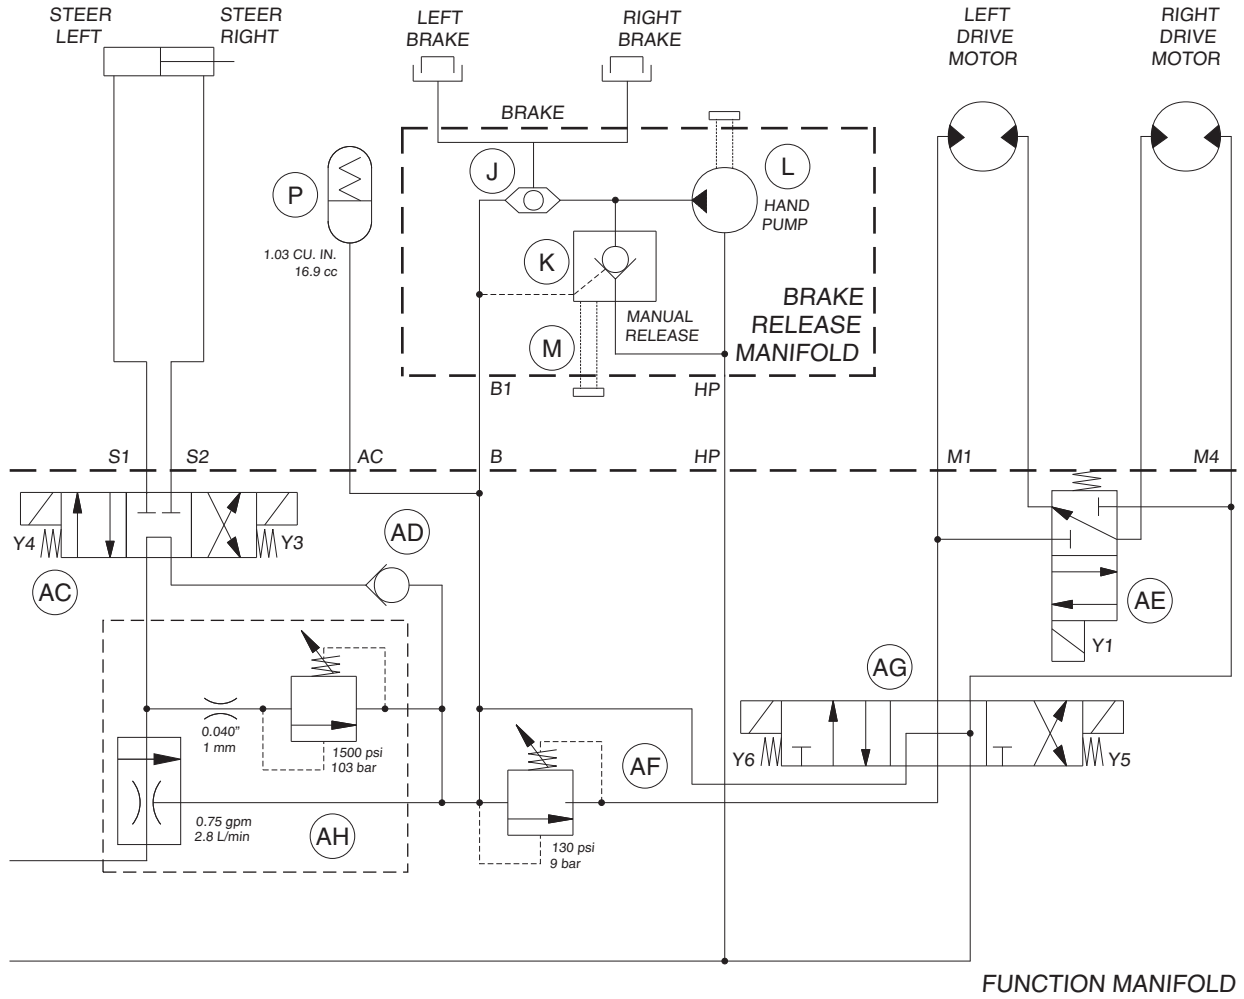 STEER
LEFT
STEER
RIGHT
LEFT
BRAKE
RIGHT
BRAKE
LEFT
DRIVE
MOTOR
RIGHT
DRIVE
MOTOR
BRAKE
J
L
HAND
PUMP
P
1.03 CU. IN.
16.9 cc
K
MANUAL
RELEASE
M
BRAKE
RELEASE
MANIFOLD
B1
HP
S1
S2
AC
B
HP
M1
M4
Y4
Y3
AC
AD
AE
Y1
AG
Y6
Y5
0.040"
1 mm
1500 psi
103 bar
AF
0.75 gpm
2.8 L/min
AH
130 psi
9 bar
FUNCTION MANIFOLD